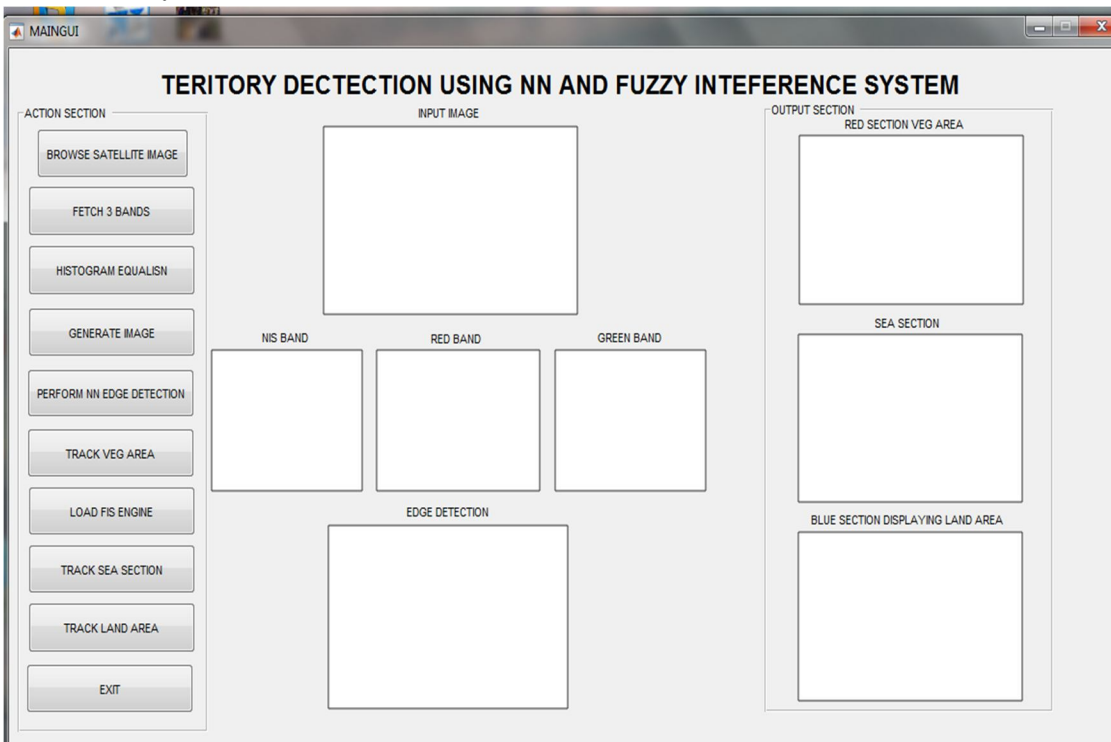 MAINGUI
TERITORY DECTECTION USING NN AND FUZZY INTEFERENCE SYSTEM
ACTION SECTION
BROWSE SATELLITE IMAGE
FETCH 3 BANDS
HISTOGRAM EQUALISN
GENERATE IMAGE
PERFORM NN EDGE DETECTION
TRACK VEG AREA
LOAD FIS ENGINE
TRACK SEA SECTION
TRACK LAND AREA
EXIT
INPUT IMAGE
NIS BAND
RED BAND
GREEN BAND
EDGE DETECTION
OUTPUT SECTION
RED SECTION VEG AREA
SEA SECTION
BLUE SECTION DISPLAYING LAND AREA